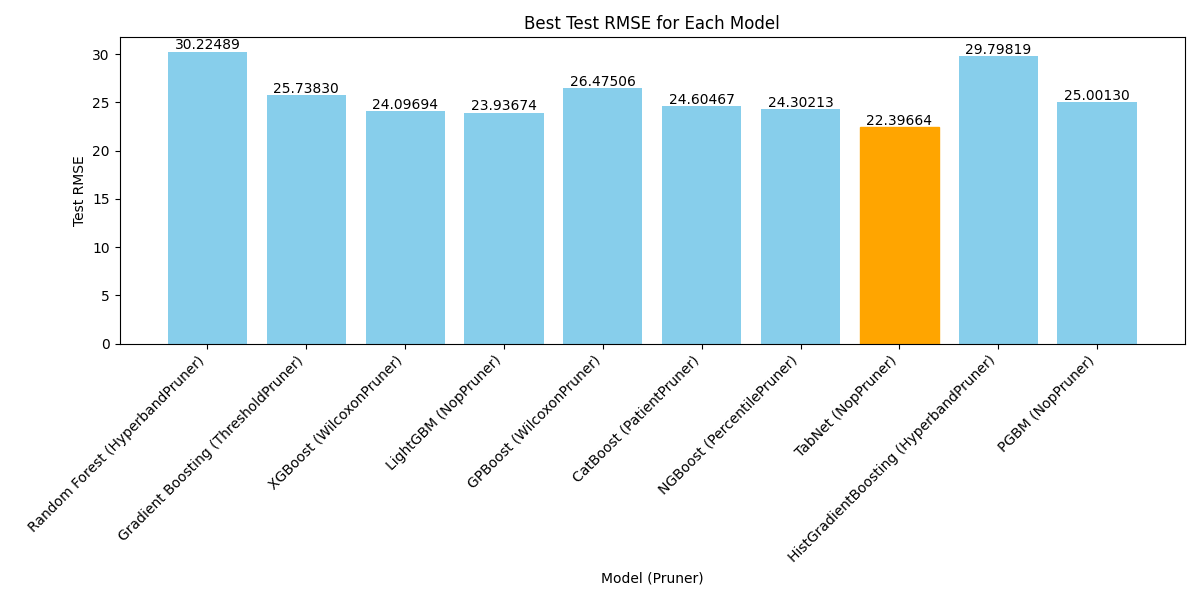 Best Test RMSE for Each Model
Test RMSE
30
25
20
15
10
5
0
30.22489
25.73830
24.09694
23.93674
26.47506
24.60467
24.30213
22.39664
29.79819
25.00130
Random Forest (HyperbandPruner)
Gradient Boosting (ThresholdPruner)
XGBoost (WilcoxonPruner)
LightGBM (NopPruner)
GPBoost (WilcoxonPruner)
CatBoost (PatientPruner)
NGBoost (PercentilePruner)
TabNet (NopPruner)
HistGradientBoosting (HyperbandPruner)
PGBM (NopPruner)
Model (Pruner)